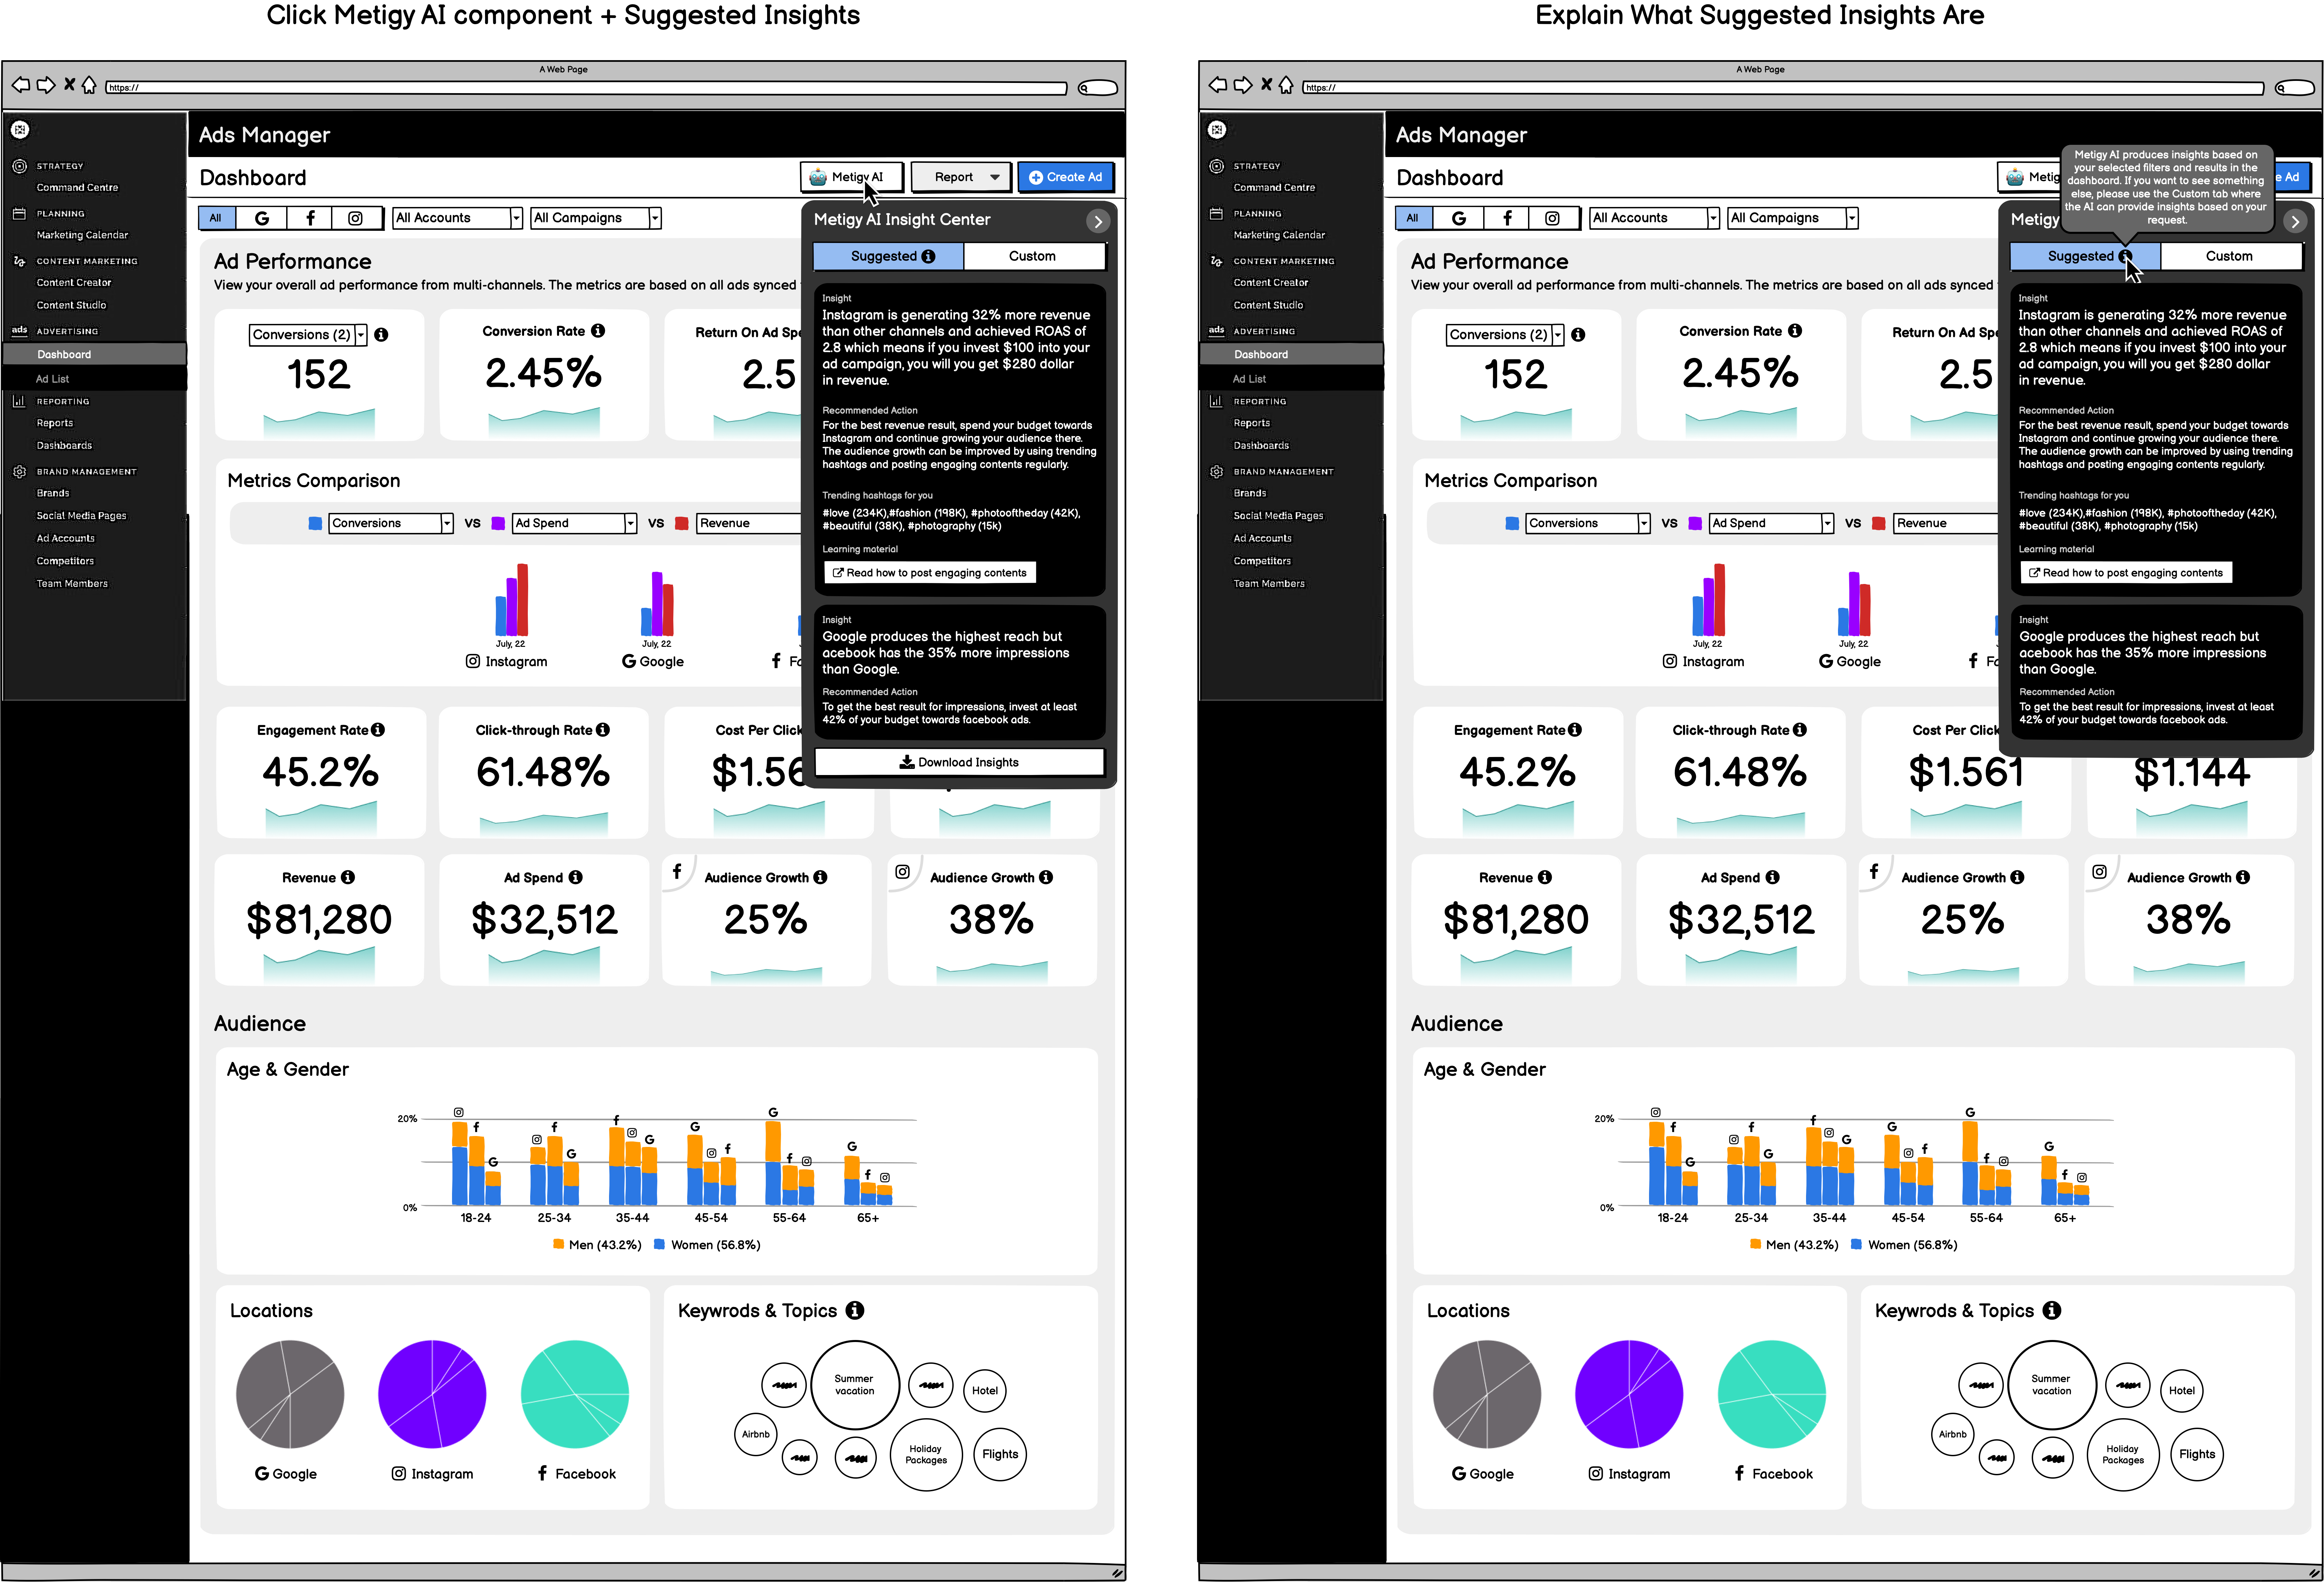 Click Metigy AI component + Suggested Insights
A Web Page
https://
Ads Manager
STRATEGY
Command Centre
PLANNING
Marketing Calendar
CONTENT MARKETING
Content Creator
Content Studio
ads ADVERTISING
Dashboard
Ad List
REPORTING
Reports
Dashboards
BRAND MANAGEMENT
Brands
Social Media Pages
Ad Accounts
Competitors
Team Members
Dashboard
Metigy AI
Report
Create Ad
All
All Accounts
All Campaigns
Ad Performance
View your overall ad performance from multi-channels. The metrics are based on all ads synced
Conversions (2)
152
Conversion Rate
2.45%
Return On Ad Spe
2.5
Metrics Comparison
Conversions VS Ad Spend VS Revenue
July, 22
Instagram
July, 22
Google
Fa
Metigy AI Insight Center
Suggested
Custom
Insight
Instagram is generating 32% more revenue
than other channels and achieved ROAS of
2.8 which means if you invest $100 into your
ad campaign, you will you get $280 dollar
in revenue.
Recommended Action
For the best revenue result, spend your budget towards
Instagram and continue growing your audience there.
The audience growth can be improved by using trending
hashtags and posting engaging contents regularly.
Trending hashtags for you
#love (234K),#fashion (198K), #photooftheday (42K),
#beautiful (38K), #photography (15k)
Learning material
Read how to post engaging contents
Insight
Google produces the highest reach but
acebook has the 35% more impressions
than Google.
Recommended Action
To get the best result for impressions, invest at least
42% of your budget towards facebook ads.
Download Insights
Engagement Rate
45.2%
Click-through Rate
61.48%
Cost Per Click
$1.56
Revenue
$81,280
Ad Spend
$32,512
Audience Growth
25%
Audience Growth
38%
Audience
Age & Gender
20%
0%
18-24 25-34 35-44 45-54 55-64 65+
Men (43.2%) Women (56.8%)
Locations
Google
Instagram
Facebook
Keywrods & Topics
Summer
vacation
Hotel
Airbnb
Holiday
Packages
Flights
Explain What Suggested Insights Are
A Web Page
https://
Ads Manager
STRATEGY
Command Centre
PLANNING
Marketing Calendar
CONTENT MARKETING
Content Creator
Content Studio
ads ADVERTISING
Dashboard
Ad List
REPORTING
Reports
Dashboards
BRAND MANAGEMENT
Brands
Social Media Pages
Ad Accounts
Competitors
Team Members
Dashboard
Metig
e Ad
Metigy AI produces insights based on
your selected filters and results in the
dashboard. If you want to see something
else, please use the Custom tab where
the AI can provide insights based on your
request.
All
All Accounts
All Campaigns
Ad Performance
View your overall ad performance from multi-channels. The metrics are based on all ads synced
Conversions (2)
152
Conversion Rate
2.45%
Return On Ad Spe
2.5
Metrics Comparison
Conversions VS Ad Spend VS Revenue
July, 22
Instagram
July, 22
Google
Fa
Metigy
Suggested
Custom
Insight
Instagram is generating 32% more revenue
than other channels and achieved ROAS of
2.8 which means if you invest $100 into your
ad campaign, you will you get $280 dollar
in revenue.
Recommended Action
For the best revenue result, spend your budget towards
Instagram and continue growing your audience there.
The audience growth can be improved by using trending
hashtags and posting engaging contents regularly.
Trending hashtags for you
#love (234K),#fashion (198K), #photooftheday (42K),
#beautiful (38K), #photography (15k)
Learning material
Read how to post engaging contents
Insight
Google produces the highest reach but
acebook has the 35% more impressions
than Google.
Recommended Action
To get the best result for impressions, invest at least
42% of your budget towards facebook ads.
Engagement Rate
45.2%
Click-through Rate
61.48%
Cost Per Click
$1.561
$1.144
Revenue
$81,280
Ad Spend
$32,512
Audience Growth
25%
Audience Growth
38%
Audience
Age & Gender
20%
0%
18-24 25-34 35-44 45-54 55-64 65+
Men (43.2%) Women (56.8%)
Locations
Google
Instagram
Facebook
Keywrods & Topics
Summer
vacation
Hotel
Airbnb
Holiday
Packages
Flights